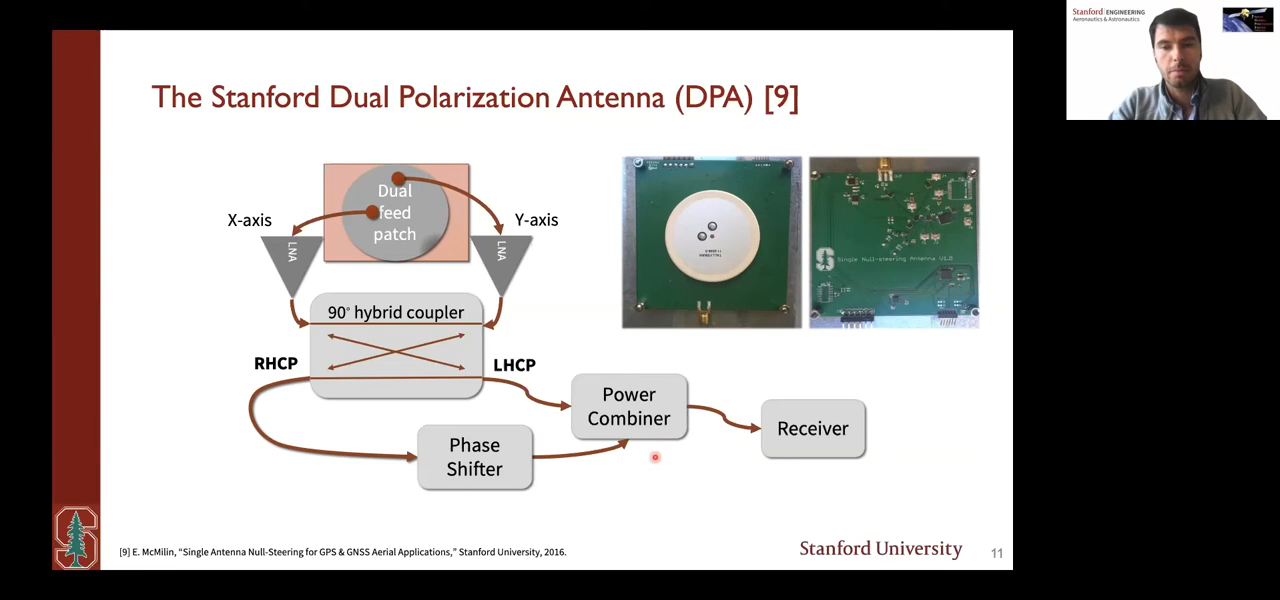 The Stanford Dual Polarization Antenna (DPA) [9]
Dual
feed
patch
X-axis
Y-axis
LNA
LNA
90° hybrid coupler
RHCP
LHCP
Power
Combiner
Receiver
Phase
Shifter
Single Null-steering Antenna V1.0
[9] E. McMilin, “Single Antenna Null-Steering for GPS & GNSS Aerial Applications,” Stanford University, 2016.
Stanford University
11
Stanford | ENGINEERING
Aeronautics & Astronautics